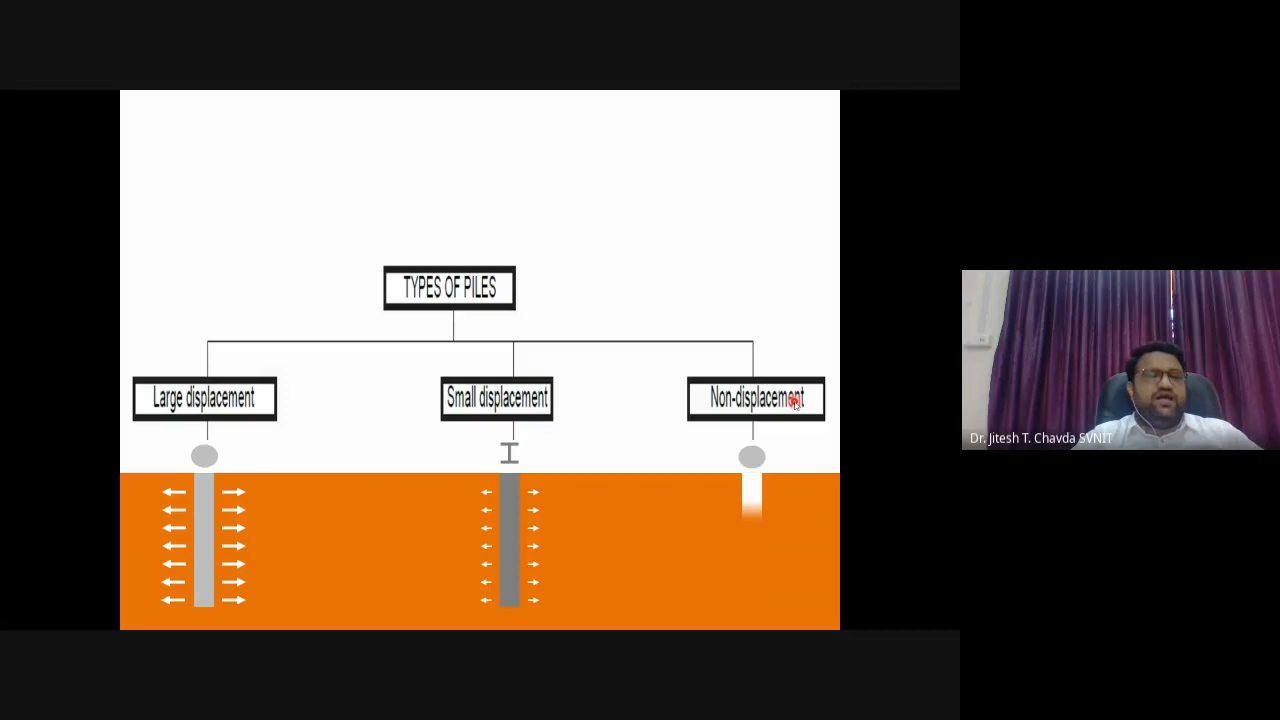 TYPES OF PILES
Large displacement
Small displacement
Non-displacement
Dr. Jitesh T. Chavda SVNIT